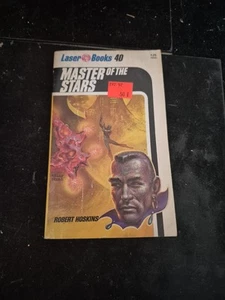 Laser Books 40
MASTER OF THE
STARS
ROBERT HOSKINS